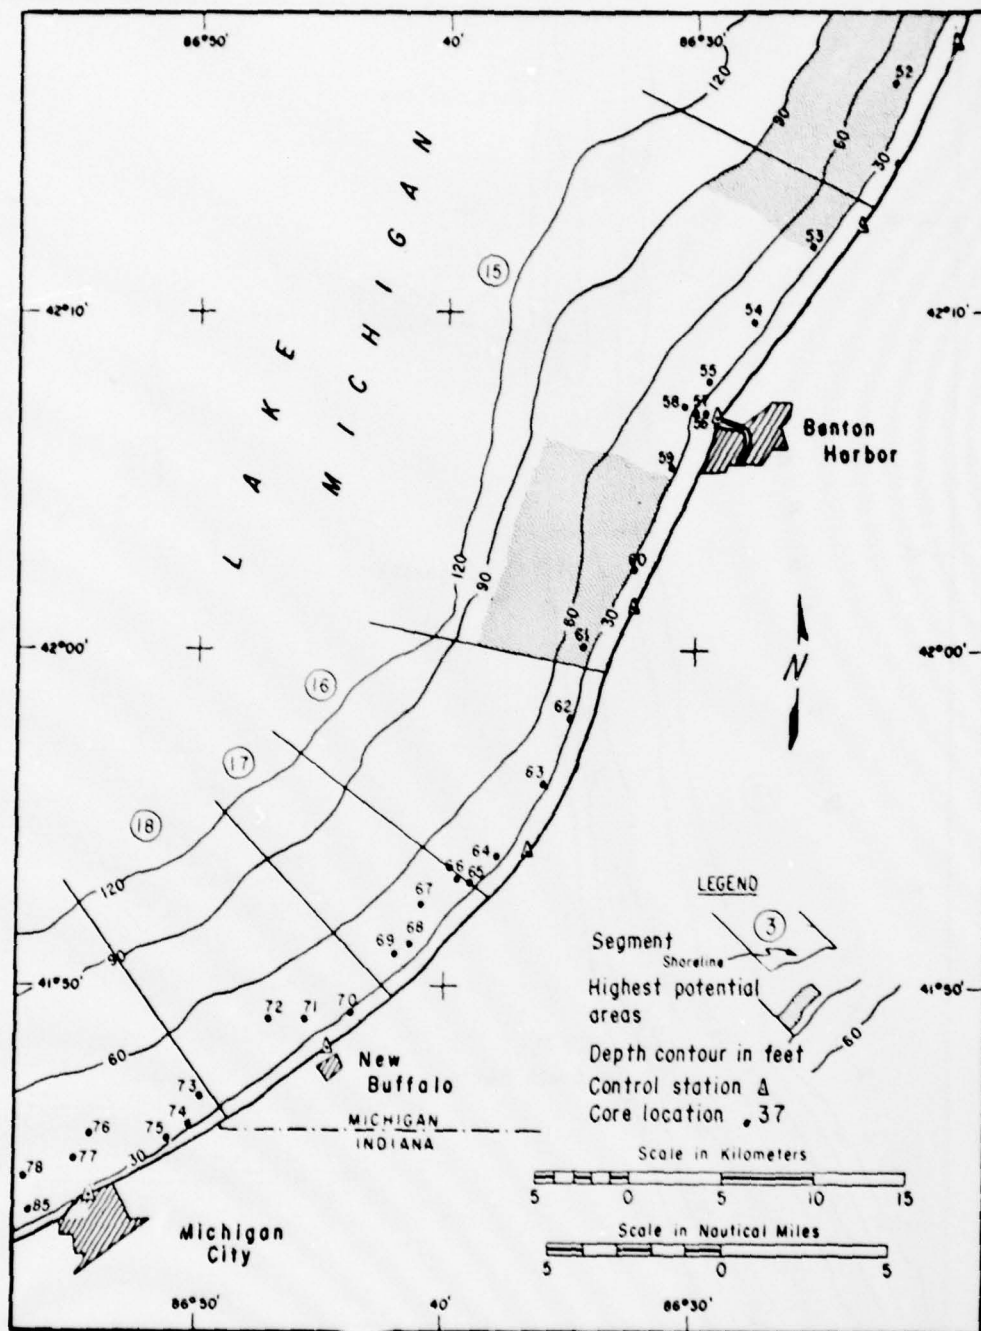 86°50'
40'
86°30'
120
52
90
60
30
53
LAKE
MICHIGAN
15
42°10'
42°10'
54
55
58
57
56
Benton
Harbor
59
120
90
60
30
61
42°00'
42°00'
62
16
17
63
18
64
66
65
67
120
68
69
LEGEND
3
Segment
Shoreline
Highest potential
areas
60
Depth contour in feet
Control station Δ
Core location .37
90
41°50'
41°50'
72
71
70
60
New
Buffalo
73
74
MICHIGAN
INDIANA
76
75
77
30
78
85
Michigan
City
Scale in Kilometers
5 0 5 10 15
Scale in Nautical Miles
5 0 5
86°50'
40'
86°30'
N